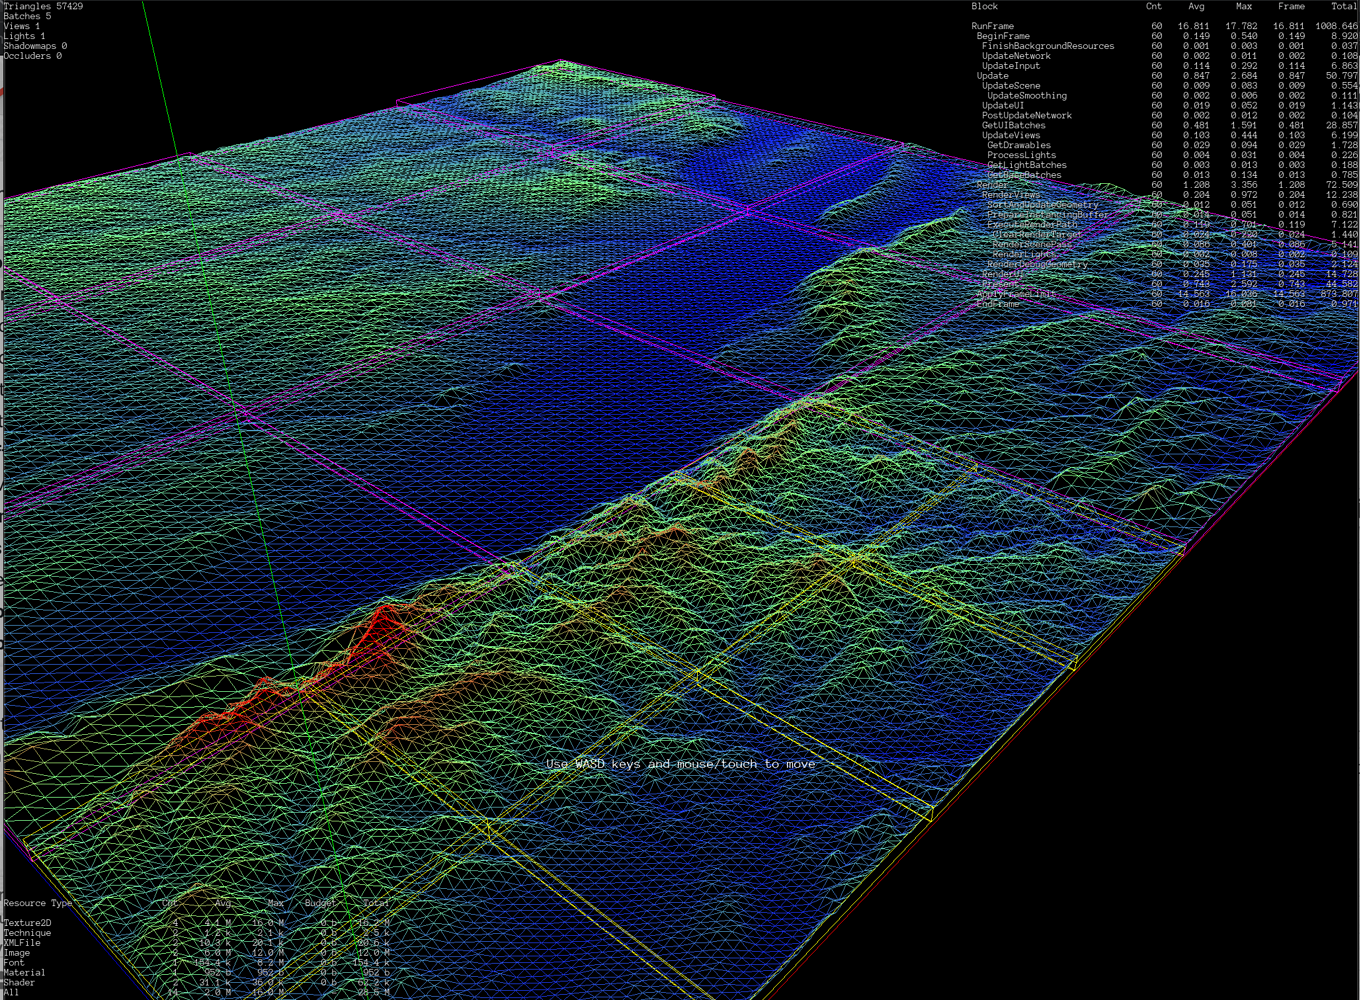 Triangles 57429
Batches 5
Views 1
Lights 1
Shadowmaps 0
Occluders 0
Block Cnt Avg Max Frame Total
RunFrame 60 16.811 17.782 16.811 1008.646
BeginFrame 60 0.149 0.540 0.149 8.920
FinishBackgroundResources 60 0.001 0.003 0.001 0.037
UpdateNetwork 60 0.002 0.011 0.002 0.108
UpdateInput 60 0.114 0.292 0.114 6.863
Update 60 0.847 2.684 0.847 50.797
UpdateScene 60 0.009 0.083 0.009 0.554
UpdateSmoothing 60 0.002 0.006 0.002 0.111
UpdateUI 60 0.019 0.052 0.019 1.143
PostUpdateNetwork 60 0.002 0.012 0.002 0.104
GetUIBatches 60 0.481 1.591 0.481 28.857
UpdateViews 60 0.103 0.444 0.103 6.199
GetDrawables 60 0.029 0.094 0.029 1.728
ProcessLights 60 0.004 0.031 0.004 0.226
GetLightBatches 60 0.003 0.013 0.003 0.188
GetBaseBatches 60 0.013 0.134 0.013 0.785
Render 60 1.208 3.356 1.208 72.509
RenderViews 60 0.204 0.972 0.204 12.238
SortAndUpdateGeometry 60 0.012 0.051 0.012 0.690
PrepareInstancingBuffer 60 0.014 0.051 0.014 0.821
ExecuteRenderPath 60 0.119 0.701 0.119 7.122
ClearRenderTarget 60 0.024 0.024 1.440
RenderScenePass 60 0.086 0.401 0.086 5.141
RenderLights 60 0.002 0.008 0.002 0.109
RenderDebugGeometry 60 0.035 0.175 0.035 2.124
RenderUI 60 0.245 1.131 0.245 14.728
Present 60 0.743 2.592 0.743 44.582
ApplyFrameLimit 60 14.563 16.036 14.563 873.807
EndFrame 60 0.016 0.016 0.971
Use WASD keys and mouse/touch to move
Resource Type Cnt Avg Max Budget Total
Texture2D 4 4.1 M 16.0 M 0 b 16.2 M
Technique 2 1.2 k 2.1 k 0 b 2.5 k
XMLFile 2 10.3 k 20.1 k 0 b 20.6 k
Image 2 6.0 M 12.0 M 0 b 12.0 M
Font 1 154.4 k 8.2 M 0 b 154.4 k
Material 1 952 b 952 b 0 b 952 b
Shader 2 31.1 k 36.0 k 0 b 62.2 k
All 14 2.0 M 16.0 M 28.5 M